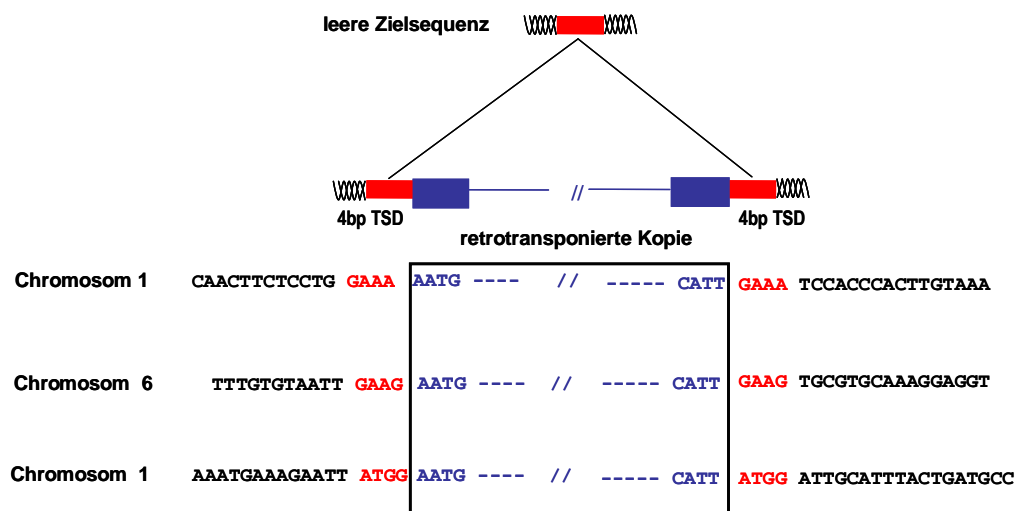 leere Zielsequenz
//
4bp TSD 4bp TSD
retrotransponierte Kopie
Chromosom 1 CAACTTCTCCTG GAAA AATG ---- // ----- CATT GAAA TCCACCCACTTGTAAA
Chromosom 6 TTTGTGTAATT GAAG AATG ---- // ----- CATT GAAG TGCGTGCAAAGGAGGT
Chromosom 1 AAATGAAAGAATT ATGG AATG ---- // ----- CATT ATGG ATTGCATTTACTGATGCC